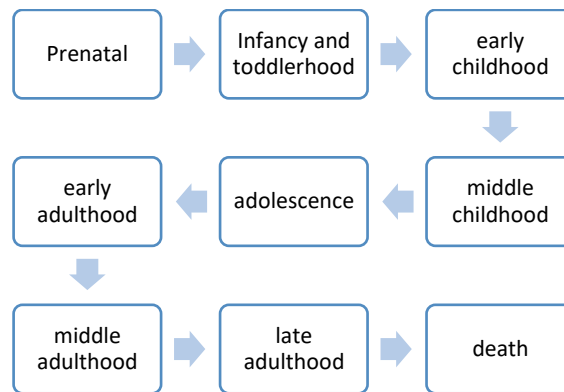 Prenatal
Infancy and
toddlerhood
early
childhood
middle
childhood
adolescence
early
adulthood
middle
adulthood
late
adulthood
death